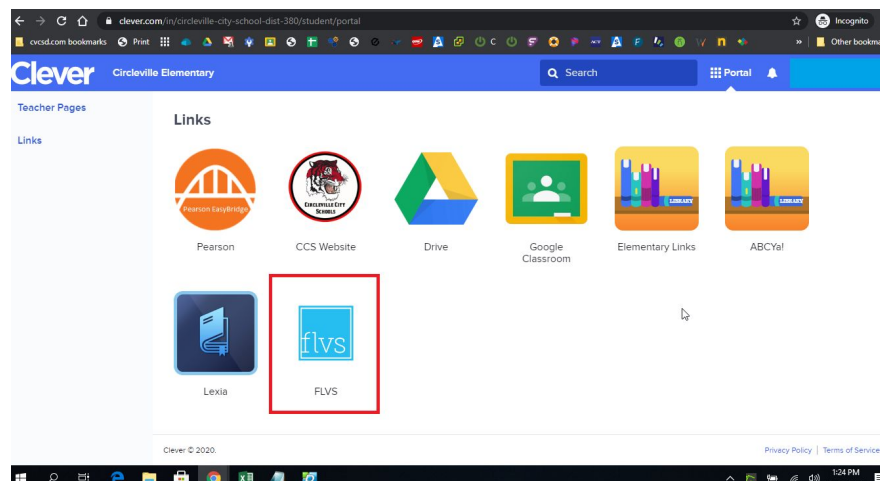 clever.com/in/circleville-city-school-dist-380/student/portal
Incognito
cvcsd.com bookmarks
Print
Other bookma
Clever
Circleville Elementary
Search
Portal
Teacher Pages
Links
Links
Pearson EasyBridge
CIRCLEVILLE CITY
SCHOOLS
LIBRARY
LIBRARY
Pearson
CCS Website
Drive
Google
Classroom
Elementary Links
ABCYa!
flvs
Lexia
FLVS
Clever © 2020.
Privacy Policy | Terms of Service
1:24 PM